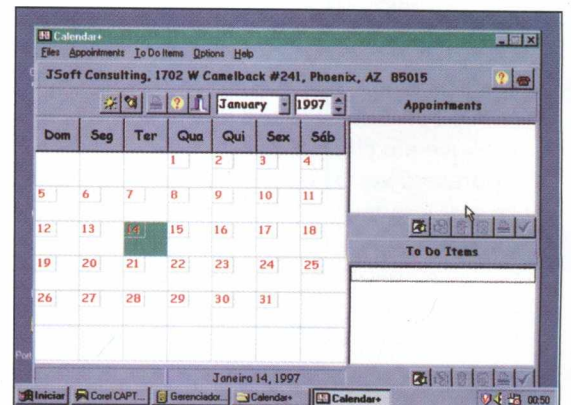 Calendar+
Files Appointments To Do Items Options Help
JSoft Consulting, 1702 W Camelback #241, Phoenix, AZ 85015
January 1997
Appointments
Dom Seg Ter Qua Qui Sex Sáb
1 2 3 4
5 6 7 8 9 10 11
12 13 14 15 16 17 18
To Do Items
19 20 21 22 23 24 25
26 27 28 29 30 31
Janeiro 14, 1997
Iniciar Corel CAPT... Gerenciador... Calendar+ Calendar+ 00:50